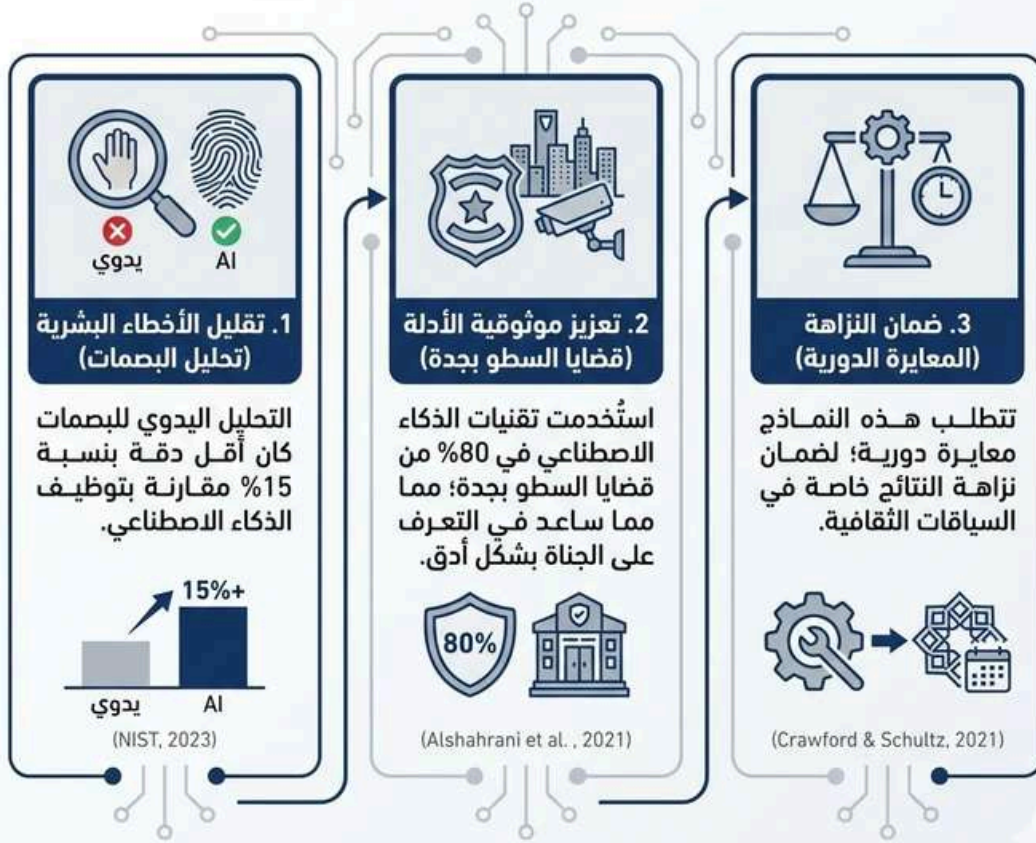 يدوي
AI
1. تقليل الأخطاء البشرية
(تحليل البصمات)
التحليل اليدوي للبصمات
كان أقل دقة بنسبة
15% مقارنة بتوظيف
الذكاء الاصطناعي.
15%+
يدوي
AI
(NIST, 2023)
2. تعزيز موثوقية الأدلة
(قضايا السطو بجدة)
استُخدمت تقنيات الذكاء
الاصطناعي في 80% من
قضايا السطو بجدة؛ مما
مما ساعد في التعرف
على الجناة بشكل أدق.
80%
(Alshahrani et al. , 2021)
3. ضمان النزاهة
(المعايرة الدورية)
تتطلب هذه النماذج
معايرة دورية؛ لضمان
نزاهة النتائج خاصة في
السياقات الثقافية.
(Crawford & Schultz, 2021)